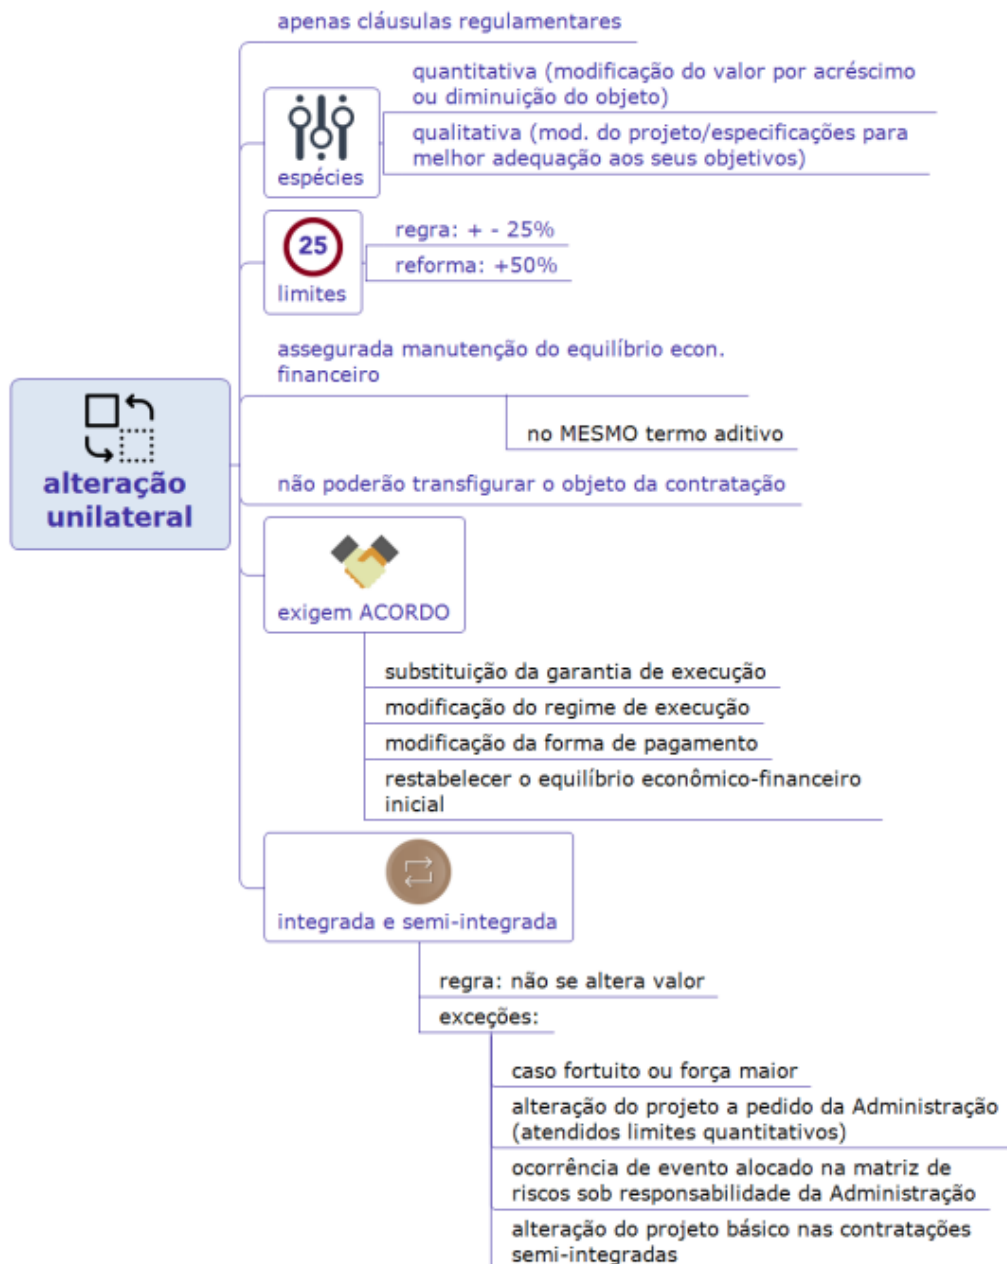 apenas cláusulas regulamentares
quantitativa (modificação do valor por acréscimo
ou diminuição do objeto)
qualitativa (mod. do projeto/especificações para
melhor adequação aos seus objetivos)
espécies
25
regra: + - 25%
reforma: +50%
limites
assegurada manutenção do equilíbrio econ.
financeiro
no MESMO termo aditivo
alteração
unilateral
não poderão transfigurar o objeto da contratação
exigem ACORDO
substituição da garantia de execução
modificação do regime de execução
modificação da forma de pagamento
restabelecer o equilíbrio econômico-financeiro
inicial
integrada e semi-integrada
regra: não se altera valor
exceções:
caso fortuito ou força maior
alteração do projeto a pedido da Administração
(atendidos limites quantitativos)
ocorrência de evento alocado na matriz de
riscos sob responsabilidade da Administração
alteração do projeto básico nas contratações
semi-integradas